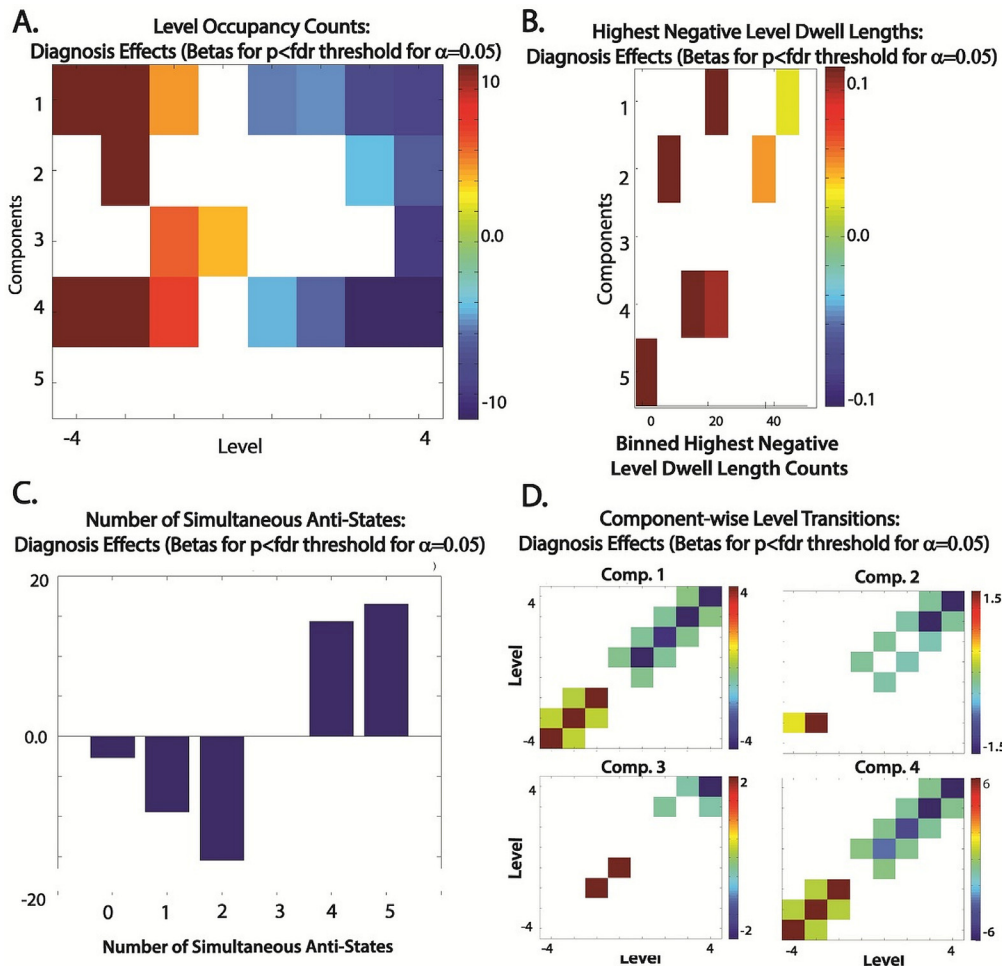 A.
Level Occupancy Counts:
Diagnosis Effects (Betas for p<fdr threshold for α=0.05)
10
0.0
-10
1
2
3
4
5
Components
-4
4
Level
B.
Highest Negative Level Dwell Lengths:
Diagnosis Effects (Betas for p<fdr threshold for α=0.05)
0.1
0.0
-0.1
1
2
3
4
5
Components
0 20 40
Binned Highest Negative
Level Dwell Length Counts
C.
Number of Simultaneous Anti-States:
Diagnosis Effects (Betas for p<fdr threshold for α=0.05)
)
20
0.0
-20
0 1 2 3 4 5
Number of Simultaneous Anti-States
D.
Component-wise Level Transitions:
Diagnosis Effects (Betas for p<fdr threshold for α=0.05)
Comp. 1
4
-4
Level
4
-4
Comp. 2
1.5
-1.5
Comp. 3
4
-4
Level
2
-2
-4 4
Level
Comp. 4
6
-6
-4 4
Level